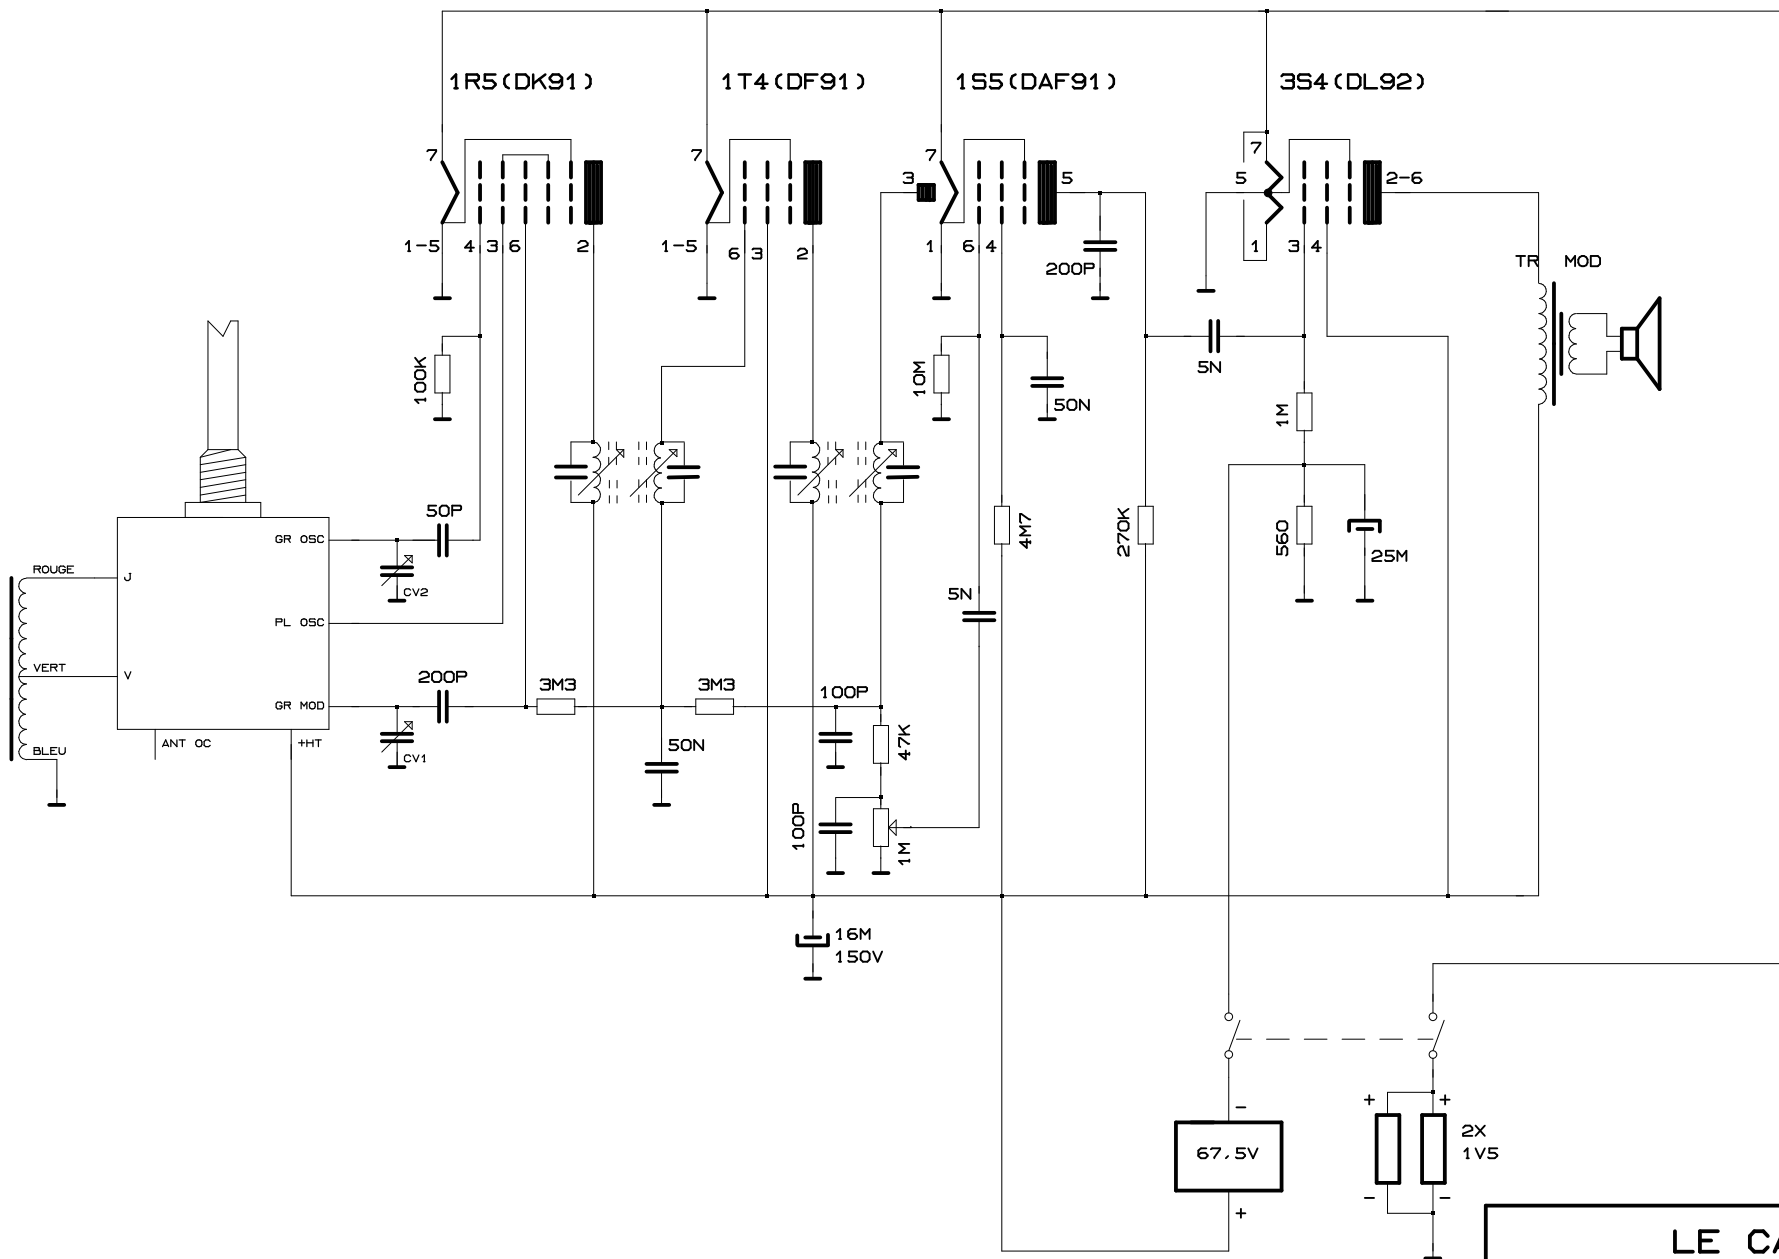 1R5(DK91)
1T4(DF91)
1S5(DAF91)
3S4(DL92)
7
7
3
7
5
7
5
2-6
1-5
4
3
6
2
1-5
6
3
2
1
6
4
200P
1
3
4
TR MOD
100K
10M
50N
5N
1M
50P
4M7
270K
560
25M
GR OSC
ROUGE
J
CV2
5N
PL OSC
VERT
V
200P
3M3
3M3
100P
GR MOD
BLEU
ANT OC
+HT
CV1
50N
47K
100P
1M
16M
150V
-
+
+
67,5V
2X
1V5
-
-
+
LE CA